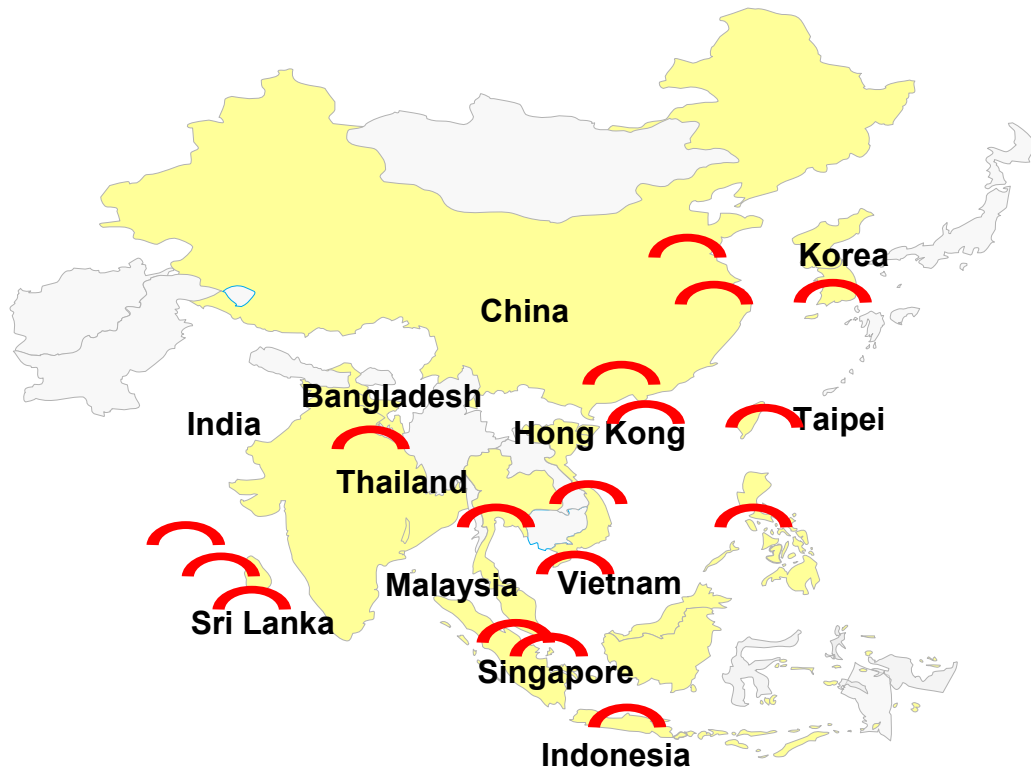 Korea
China
Bangladesh
India
Hong Kong
Taipei
Thailand
Malaysia
Vietnam
Sri Lanka
Singapore
Indonesia